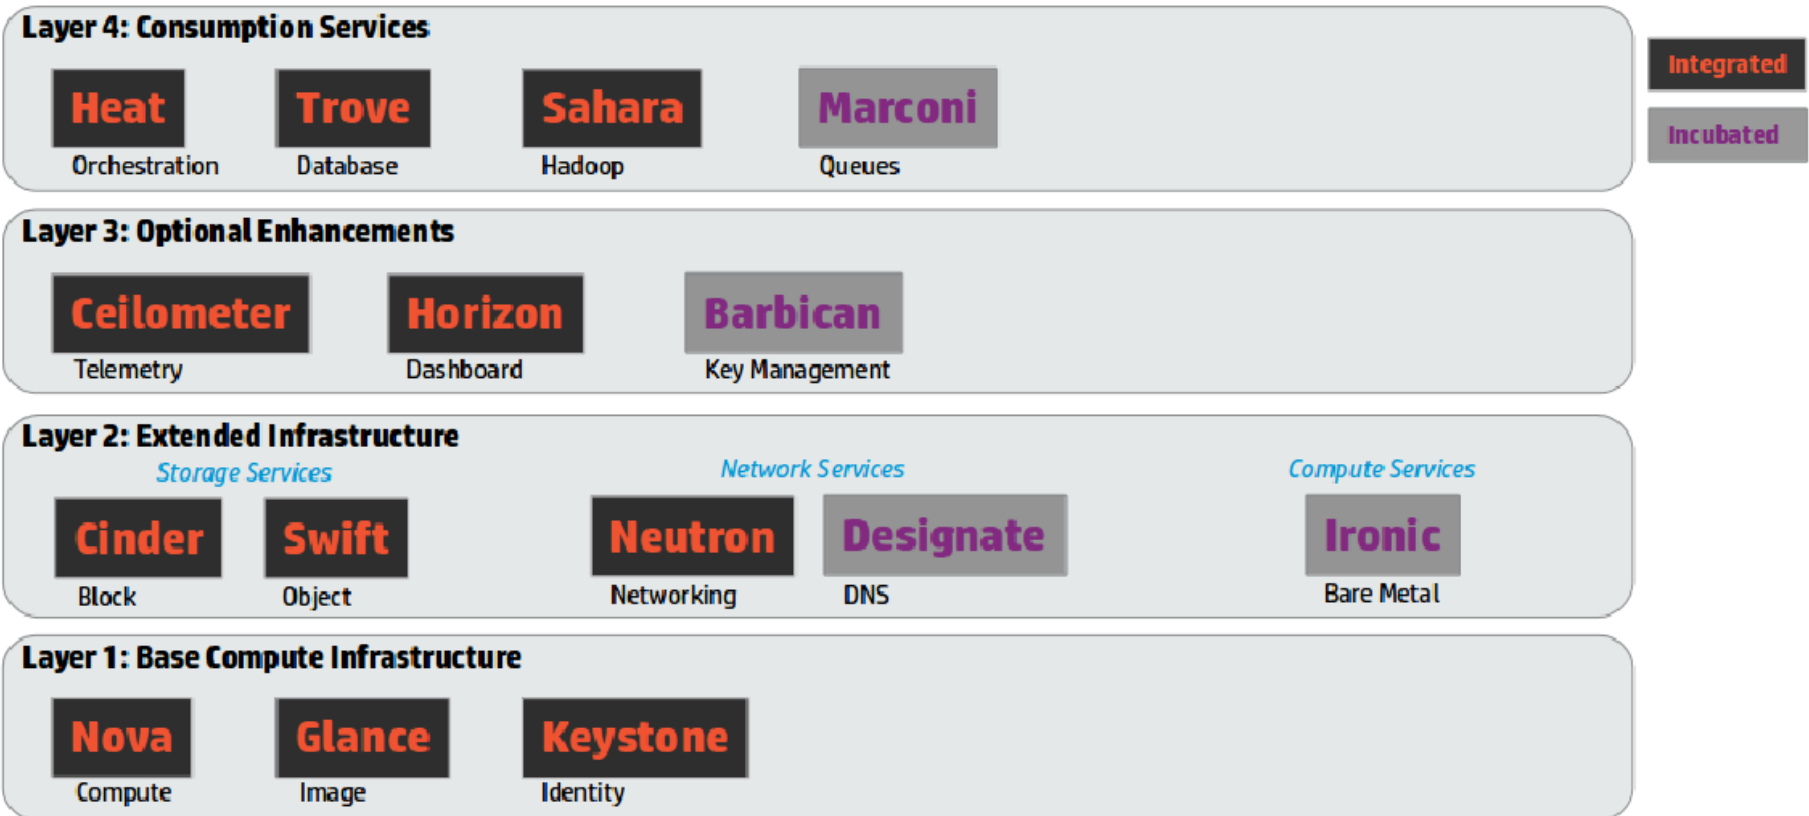 Layer 4: Consumption Services
Heat Trove Sahara Marconi
Orchestration Database Hadoop Queues
Integrated
Incubated
Layer 3: Optional Enhancements
Ceilometer Horizon Barbican
Telemetry Dashboard Key Management
Layer 2: Extended Infrastructure
Storage Services Network Services Compute Services
Cinder Swift Neutron Designate Ironic
Block Object Networking DNS Bare Metal
Layer 1: Base Compute Infrastructure
Nova Glance Keystone
Compute Image Identity